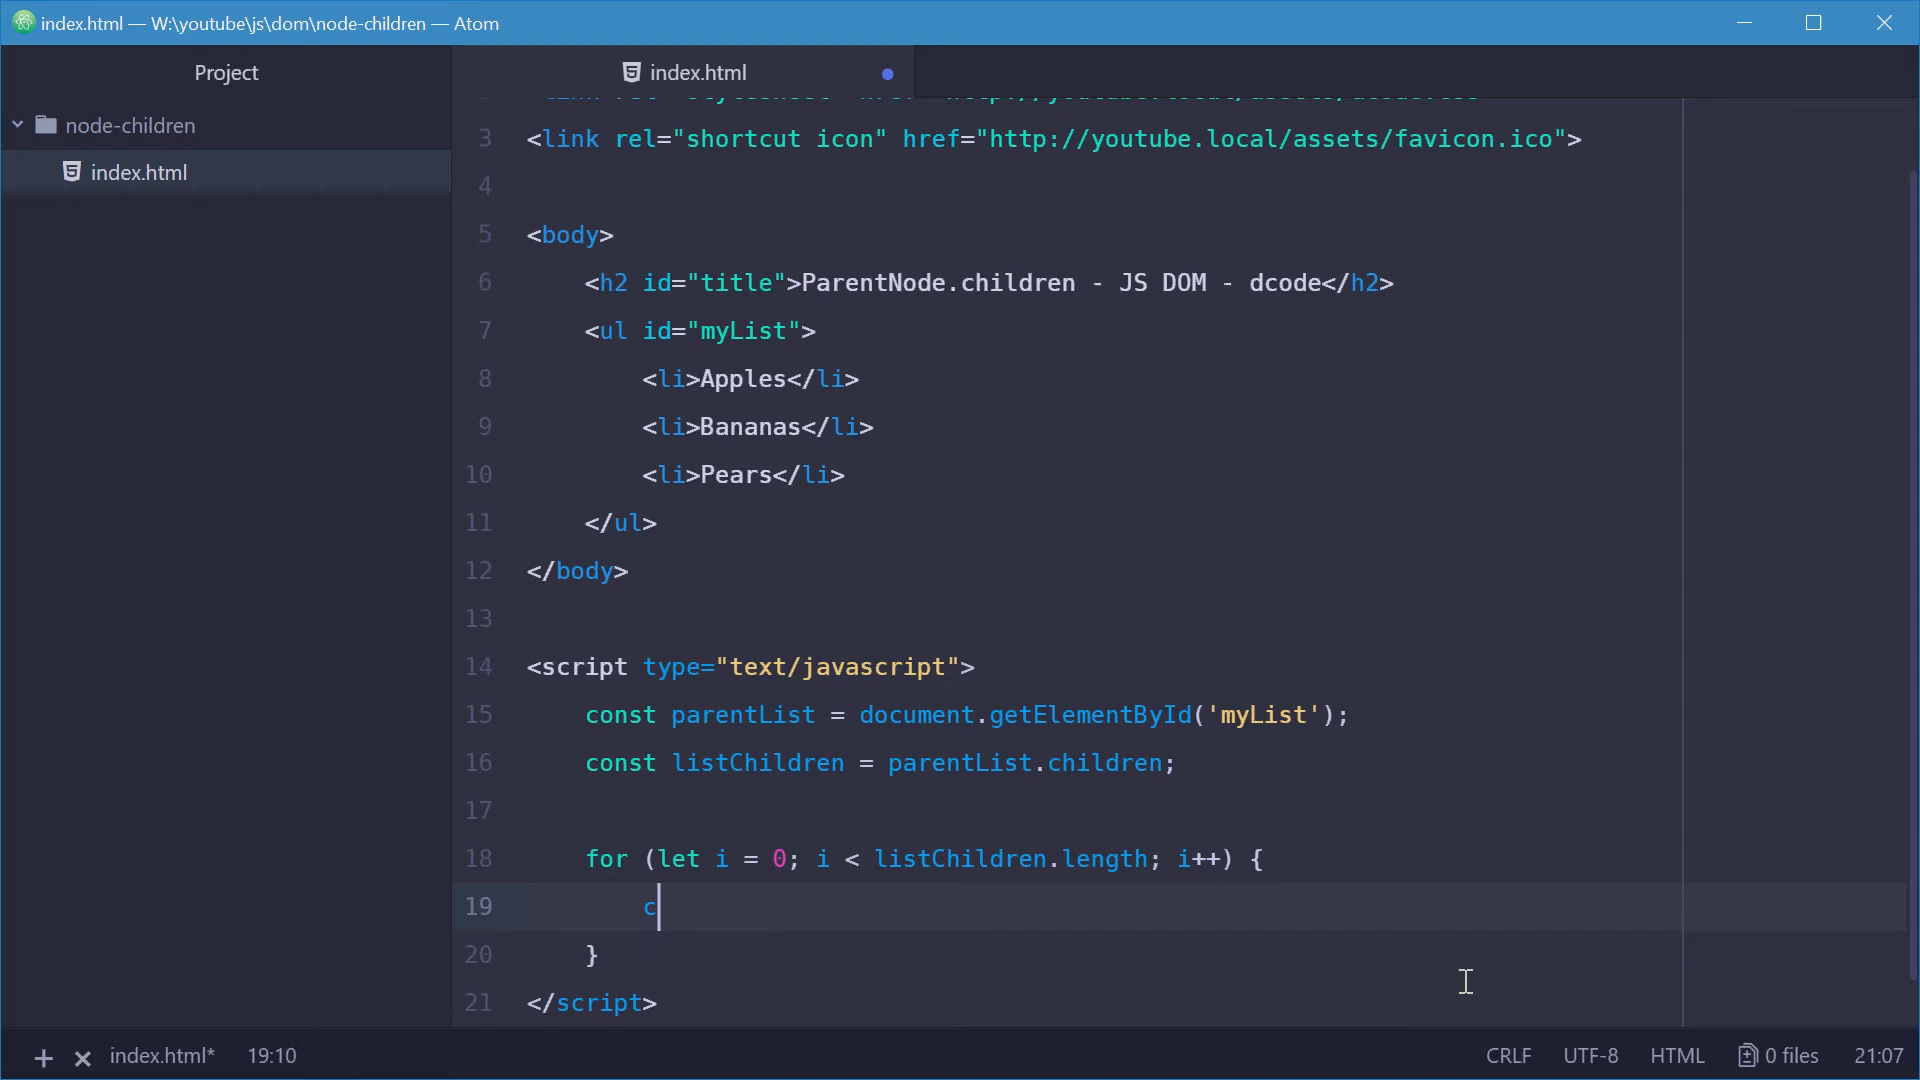 index.html — W:\youtube\js\dom\node-children — Atom
Project
index.html
node-children
index.html
3 <link rel="shortcut icon" href="http://youtube.local/assets/favicon.ico">
4
5 <body>
6 <h2 id="title">ParentNode.children - JS DOM - dcode</h2>
7 <ul id="myList">
8 <li>Apples</li>
9 <li>Bananas</li>
10 <li>Pears</li>
11 </ul>
12 </body>
13
14 <script type="text/javascript">
15 const parentList = document.getElementById('myList');
16 const listChildren = parentList.children;
17
18 for (let i = 0; i < listChildren.length; i++) {
19 c
20 }
21 </script>
+ × index.html* 19:10 CRLF UTF-8 HTML 0 files 21:07